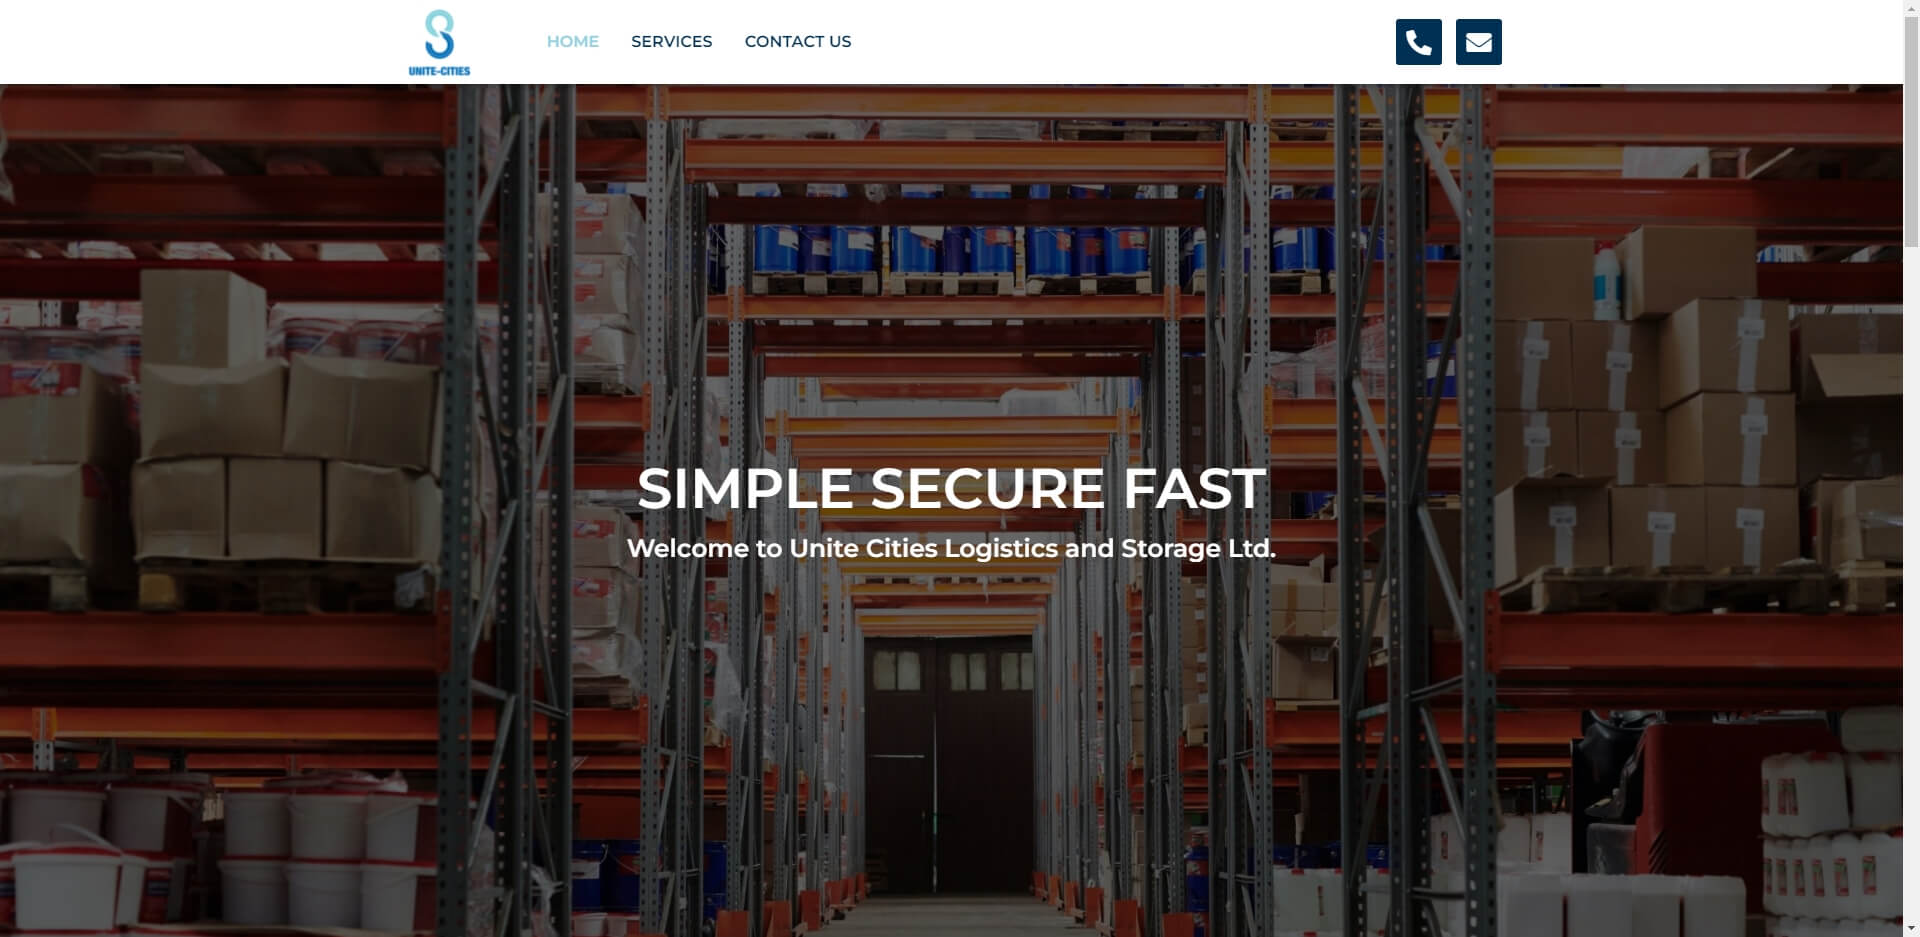 UNITE-CITIES
HOME
SERVICES
CONTACT US
SIMPLE SECURE FAST
Welcome to Unite Cities Logistics and Storage Ltd.